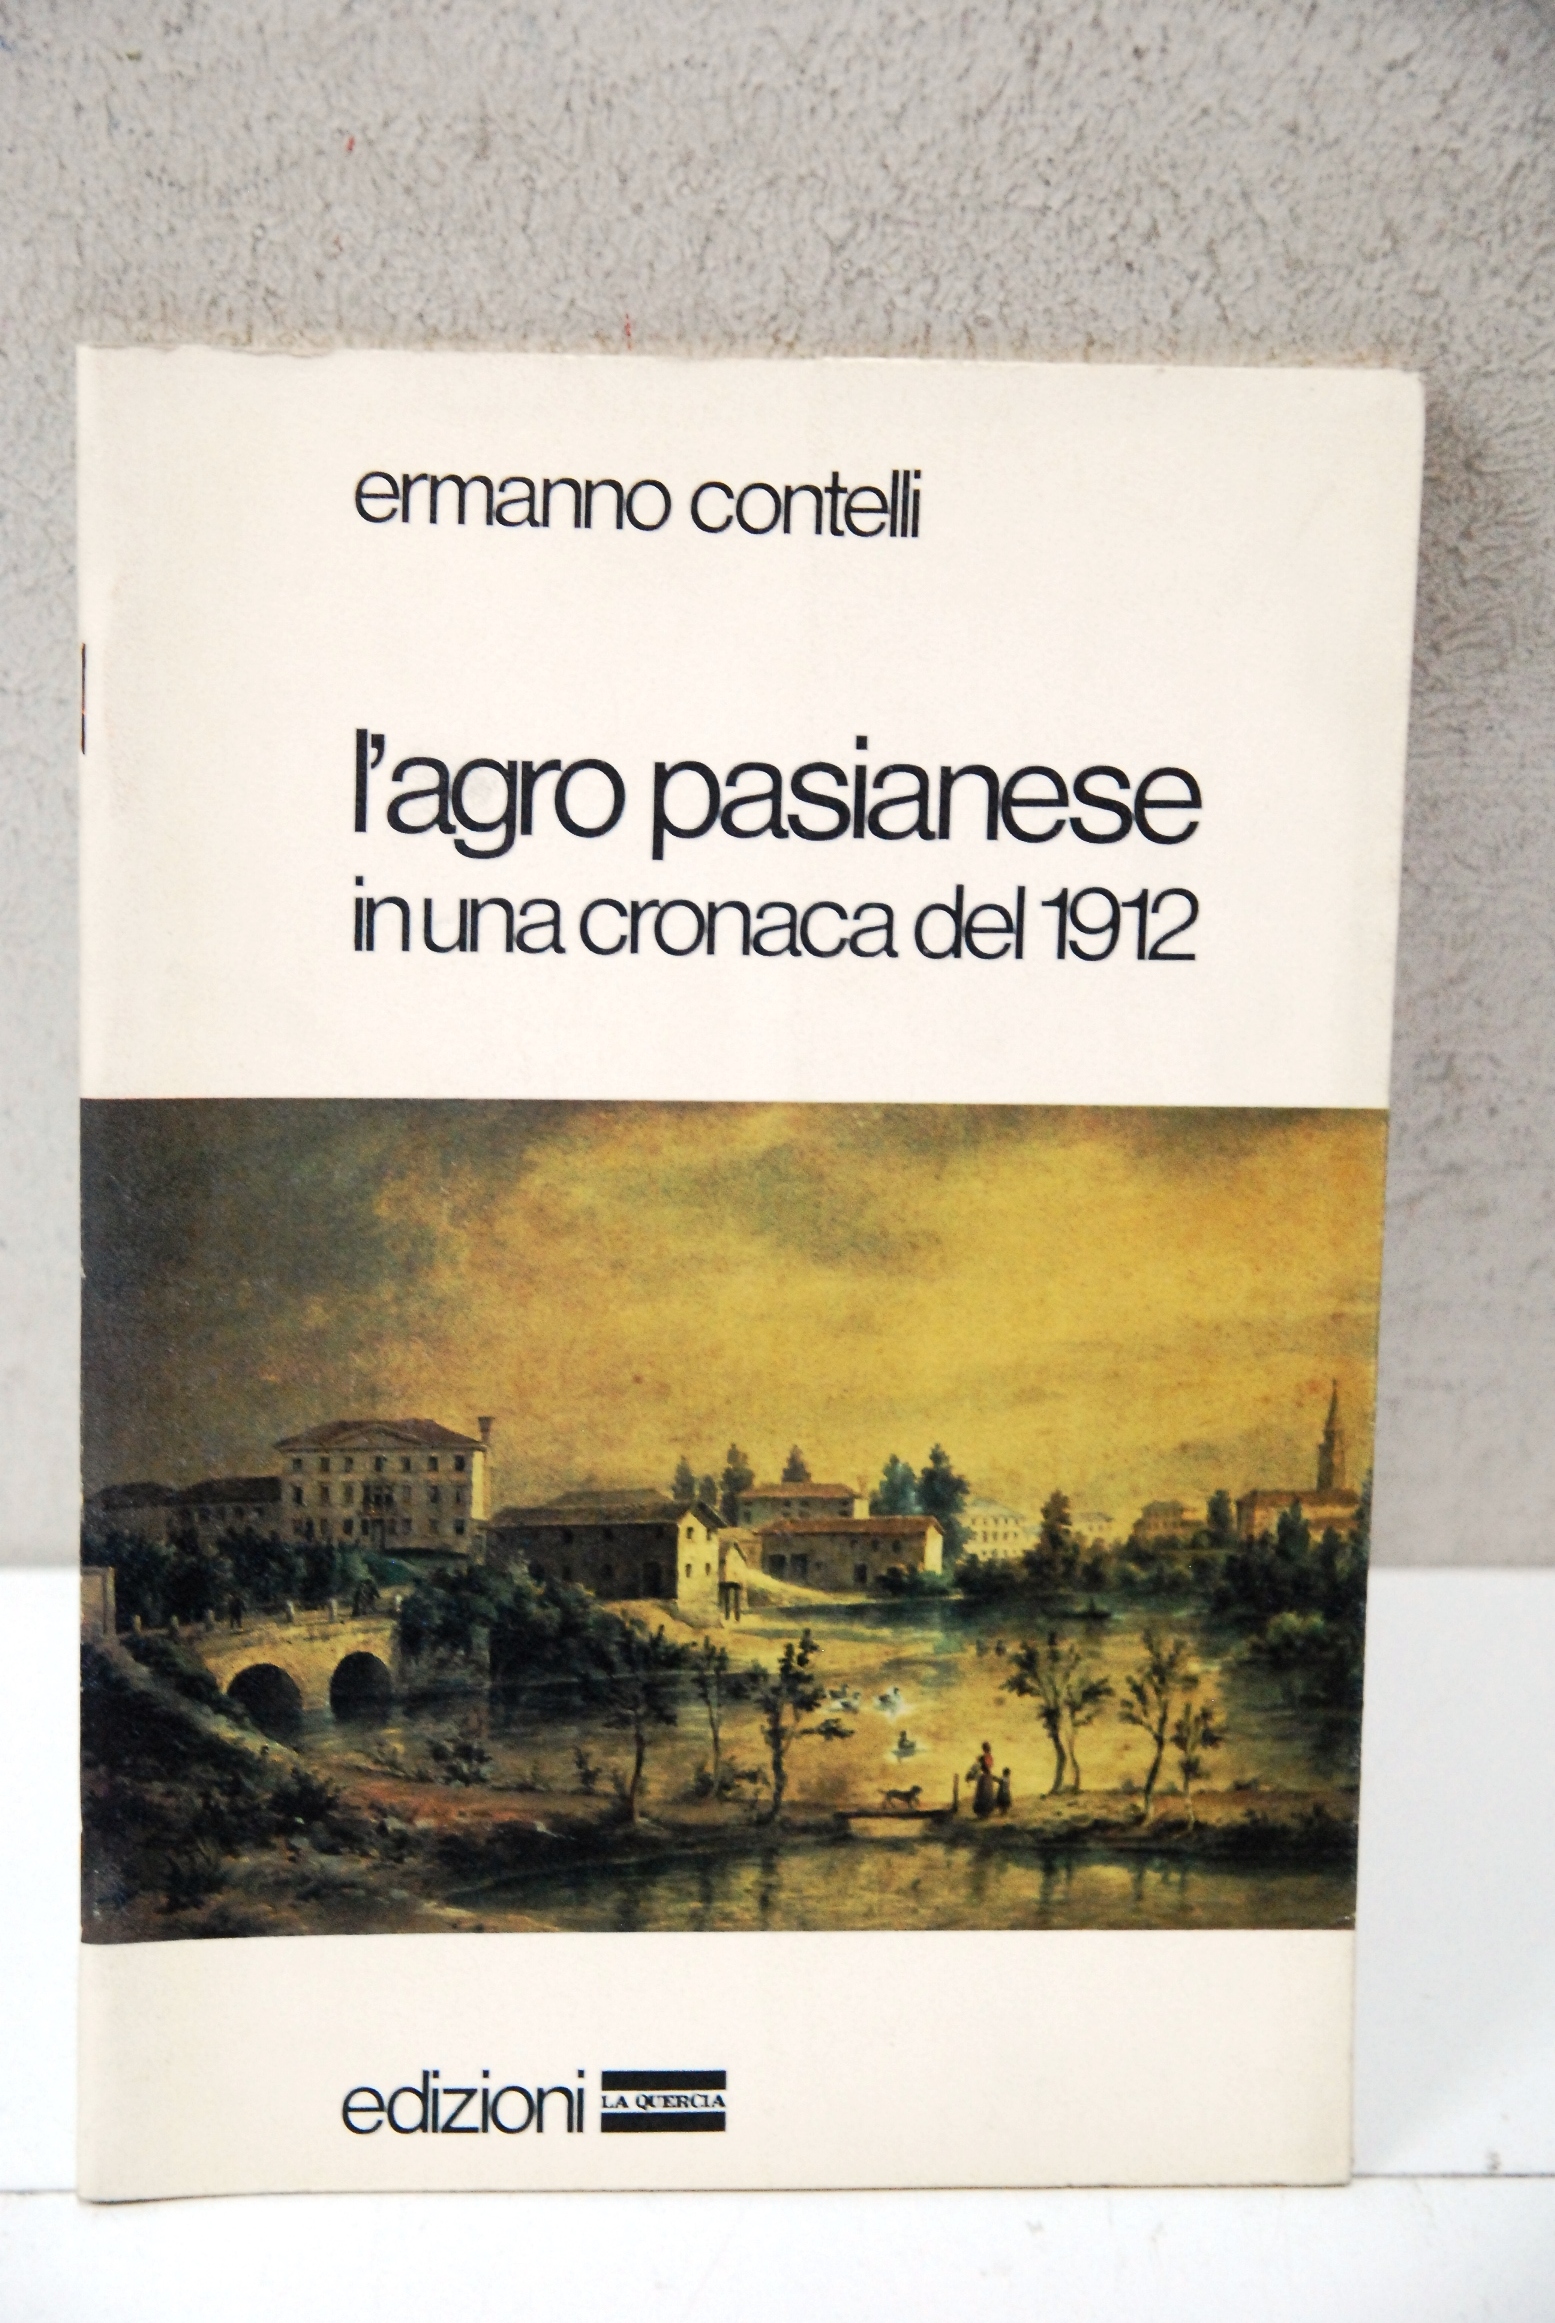 ermanno contelli
l'agro pasianese
in una cronaca del 1912
edizioni LA QUERCIA